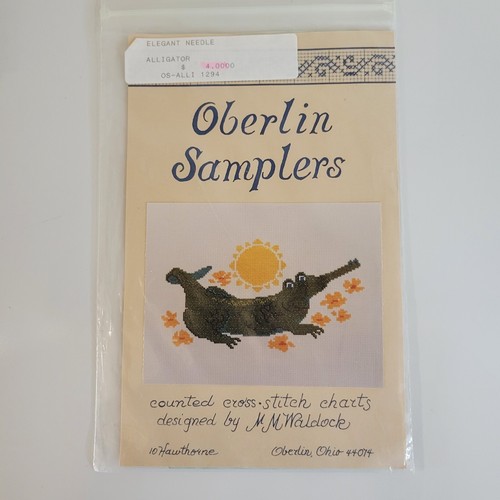 ELEGANT NEEDLE
ALLIGATOR
$ 4.0000
OS-ALLI 1294
Oberlin
Samplers
counted cross-stitch charts
designed by M M Waldock
10 Hawthorne Oberlin, Ohio 44074